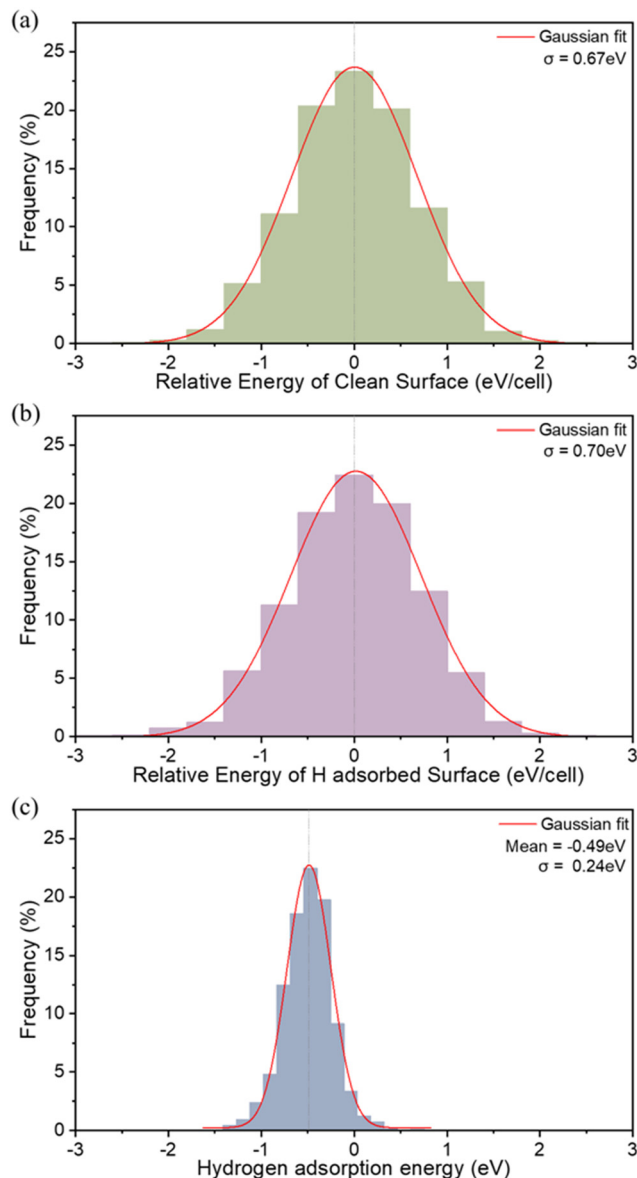 (a)
Gaussian fit
σ = 0.67eV
25
20
15
10
5
0
Frequency (%)
-3 -2 -1 0 1 2 3
Relative Energy of Clean Surface (eV/cell)
(b)
Gaussian fit
σ = 0.70eV
25
20
15
10
5
0
Frequency (%)
-3 -2 -1 0 1 2 3
Relative Energy of H adsorbed Surface (eV/cell)
(c)
Gaussian fit
Mean = -0.49eV
σ = 0.24eV
25
20
15
10
5
0
Frequency (%)
-3 -2 -1 0 1 2 3
Hydrogen adsorption energy (eV)